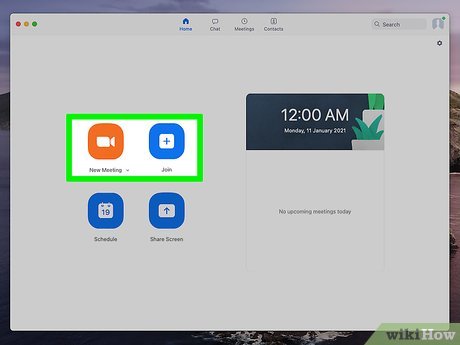 Home
Chat
Meetings
Contacts
Search
New Meeting
Join
19
Schedule
Share Screen
12:00 AM
Monday, 11 January 2021
No upcoming meetings today
wikiHow